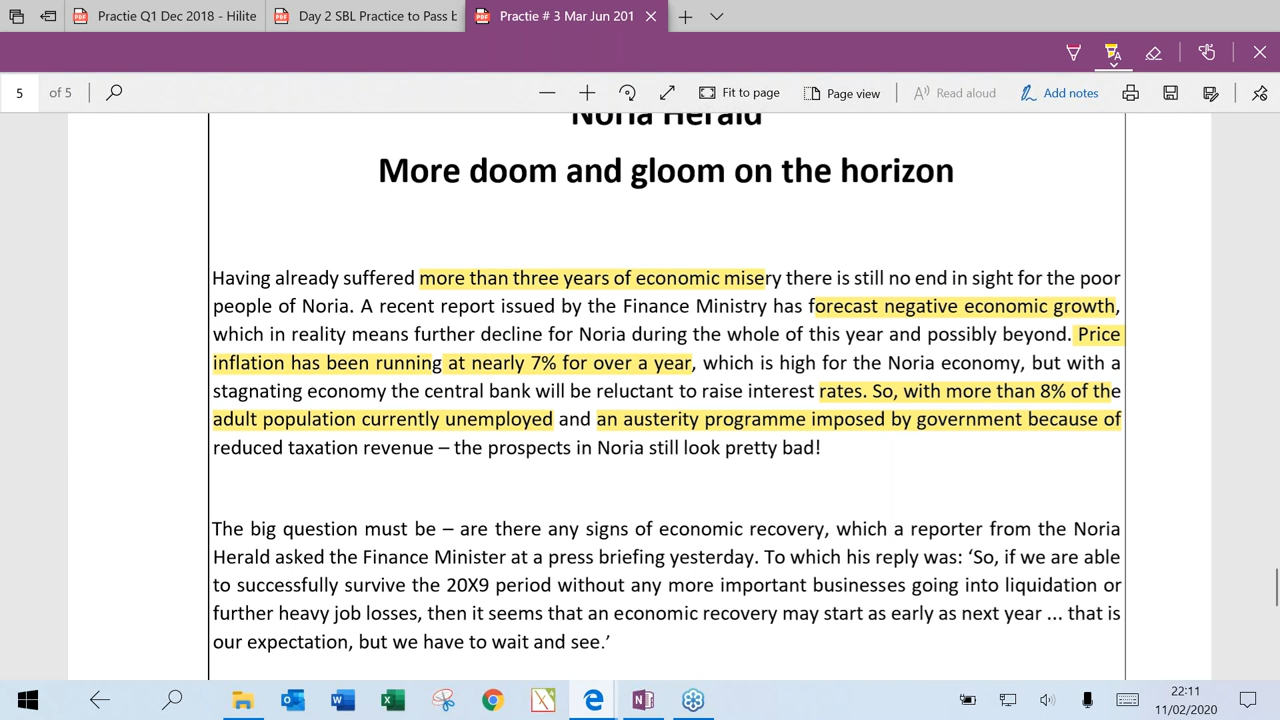 Practie Q1 Dec 2018 - Hilite
Day 2 SBL Practice to Pass b
Practie # 3 Mar Jun 201
5 of 5
Fit to page
Page view
Read aloud
Add notes
Noria Herald
More doom and gloom on the horizon
Having already suffered more than three years of economic misery there is still no end in sight for the poor
people of Noria. A recent report issued by the Finance Ministry has forecast negative economic growth,
which in reality means further decline for Noria during the whole of this year and possibly beyond. Price
inflation has been running at nearly 7% for over a year, which is high for the Noria economy, but with a
stagnating economy the central bank will be reluctant to raise interest rates. So, with more than 8% of the
adult population currently unemployed and an austerity programme imposed by government because of
reduced taxation revenue – the prospects in Noria still look pretty bad!
The big question must be – are there any signs of economic recovery, which a reporter from the Noria
Herald asked the Finance Minister at a press briefing yesterday. To which his reply was: ‘So, if we are able
to successfully survive the 20X9 period without any more important businesses going into liquidation or
further heavy job losses, then it seems that an economic recovery may start as early as next year ... that is
our expectation, but we have to wait and see.’
22:11
11/02/2020